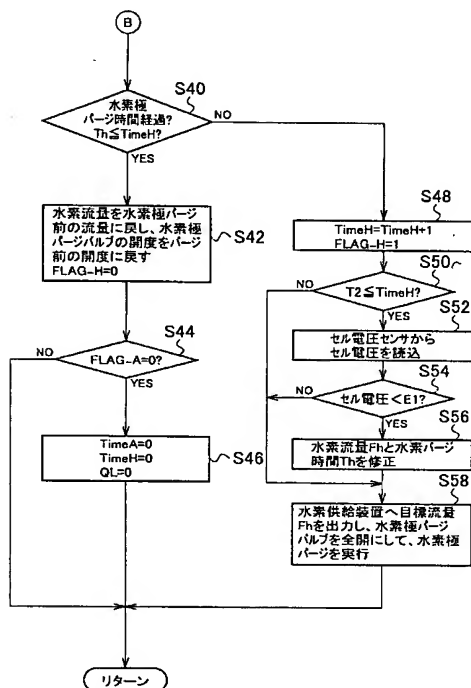 B
S40
水素極
パージ時間経過?
Th≦TimeH?
NO
YES
水素流量を水素極パージ
前の流量に戻し、水素極
パージバルブの開度をパージ
前の開度に戻す
FLAG-H=0
S42
S44
NO
FLAG-A=0?
YES
TimeA=0
TimeH=0
QL=0
S46
S48
TimeH=TimeH+1
FLAG-H=1
S50
T2≦TimeH?
NO
YES
S52
セル電圧センサから
セル電圧を読込
S54
NO
セル電圧<E1?
YES
S56
水素流量Fhと水素パージ
時間Thを修正
S58
水素供給装置へ目標流量
Fhを出力し、水素極パージ
バルブを全開にして、水素極
パージを実行
リターン